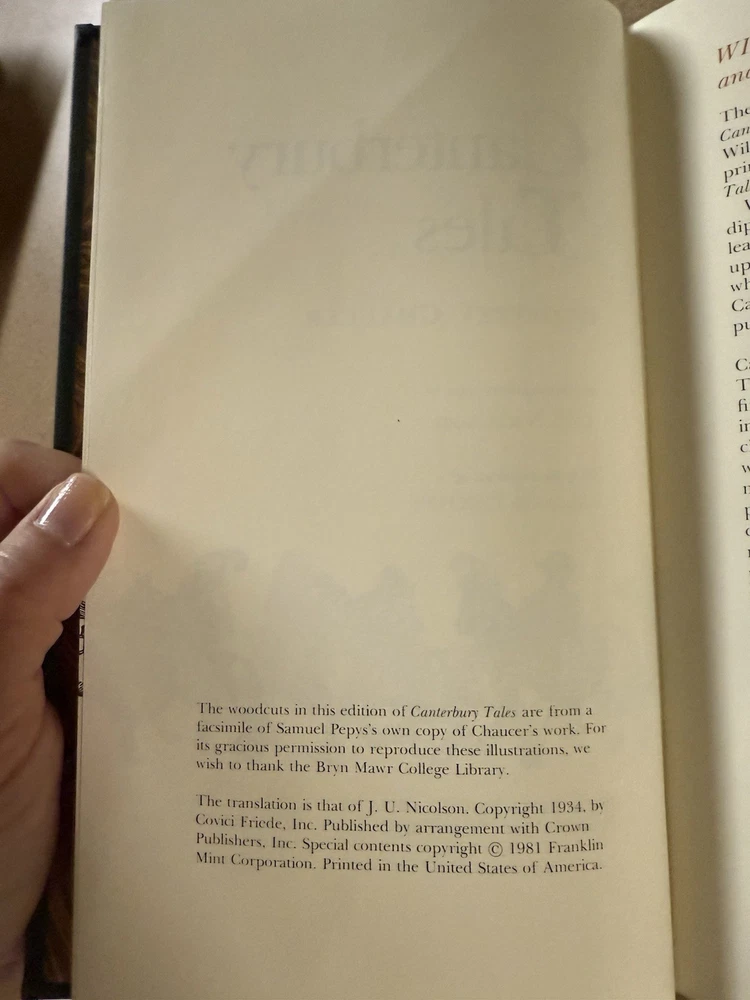 The woodcuts in this edition of Canterbury Tales are from a
facsimile of Samuel Pepys's own copy of Chaucer's work. For
its gracious permission to reproduce these illustrations, we
wish to thank the Bryn Mawr College Library.
The translation is that of J. U. Nicolson. Copyright 1934, by
Covici Friede, Inc. Published by arrangement with Crown
Publishers, Inc. Special contents copyright © 1981 Franklin
Mint Corporation. Printed in the United States of America.